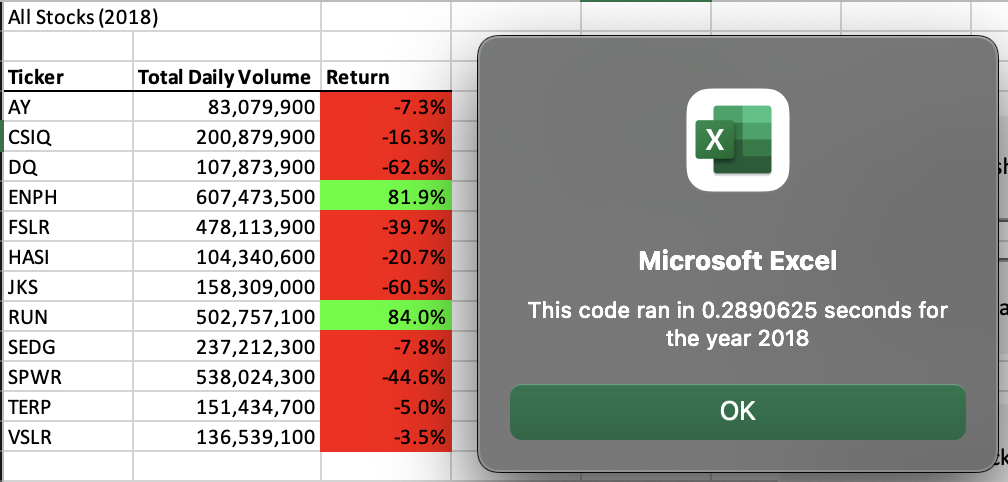 All Stocks (2018)
Ticker Total Daily Volume Return
AY 83,079,900 -7.3%
CSIQ 200,879,900 -16.3%
DQ 107,873,900 -62.6%
ENPH 607,473,500 81.9%
FSLR 478,113,900 -39.7%
HASI 104,340,600 -20.7%
JKS 158,309,000 -60.5%
RUN 502,757,100 84.0%
SEDG 237,212,300 -7.8%
SPWR 538,024,300 -44.6%
TERP 151,434,700 -5.0%
VSLR 136,539,100 -3.5%
X
Microsoft Excel
This code ran in 0.2890625 seconds for
the year 2018
OK